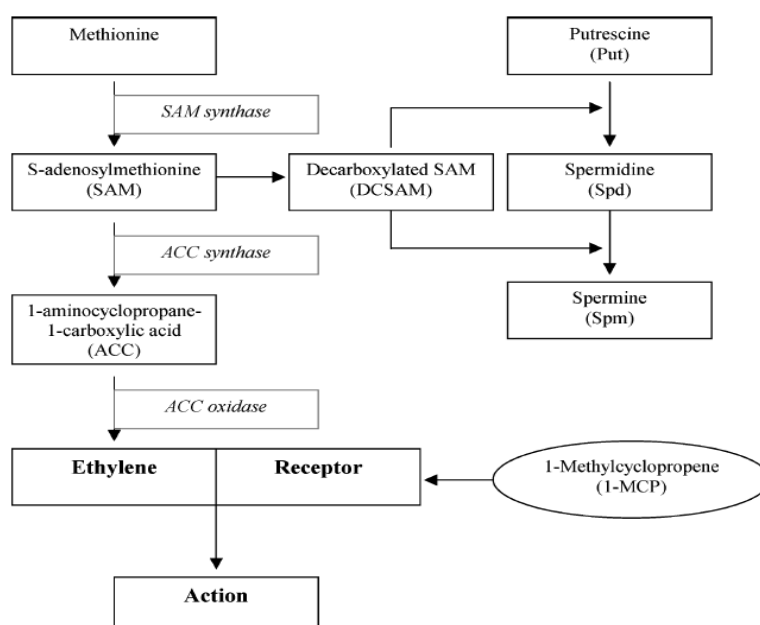 Methionine
Putrescine
(Put)
SAM synthase
S-adenosylmethionine
(SAM)
Decarboxylated SAM
(DCSAM)
Spermidine
(Spd)
ACC synthase
1-aminocyclopropane-
1-carboxylic acid
(ACC)
Spermine
(Spm)
ACC oxidase
Ethylene
Receptor
1-Methylcyclopropene
(1-MCP)
Action